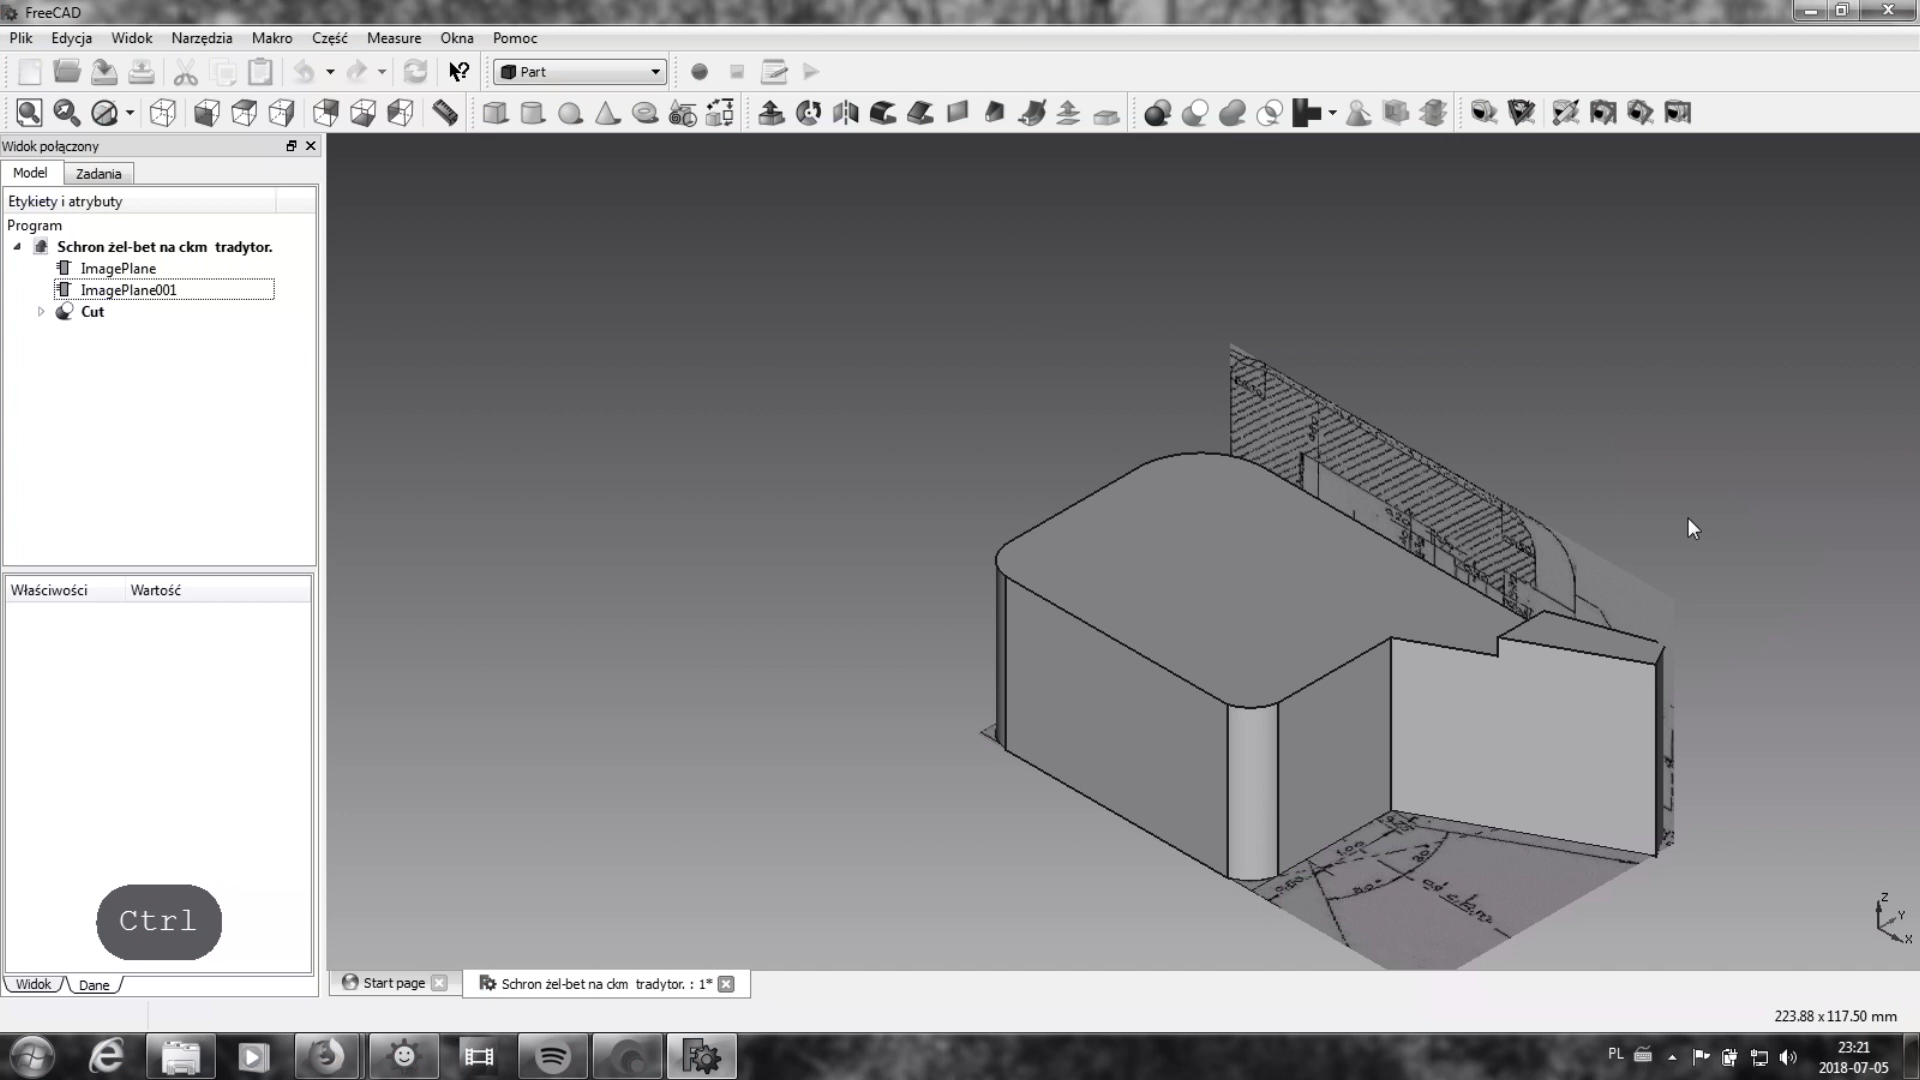 FreeCAD
Plik Edycja Widok Narzędzia Makro Część Measure Okna Pomoc
Part
Widok połączony
Model Zadania
Etykiety i atrybuty
Program
Schron żel-bet na ckm tradytor.
ImagePlane
ImagePlane001
Cut
Właściwości Wartość
Ctrl
Widok Dane
Start page
Schron żel-bet na ckm tradytor. : 1*
Z
Y
X
223.88 x 117.50 mm
PL
23:21
2018-07-05